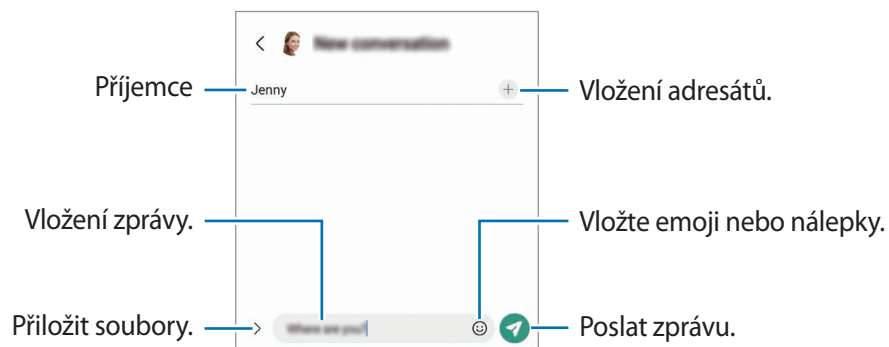 New conversation
Příjemce
Jenny
Vložení adresátů.
Vložení zprávy.
Vložte emoji nebo nálepky.
Přiložit soubory.
Where are you?
Poslat zprávu.